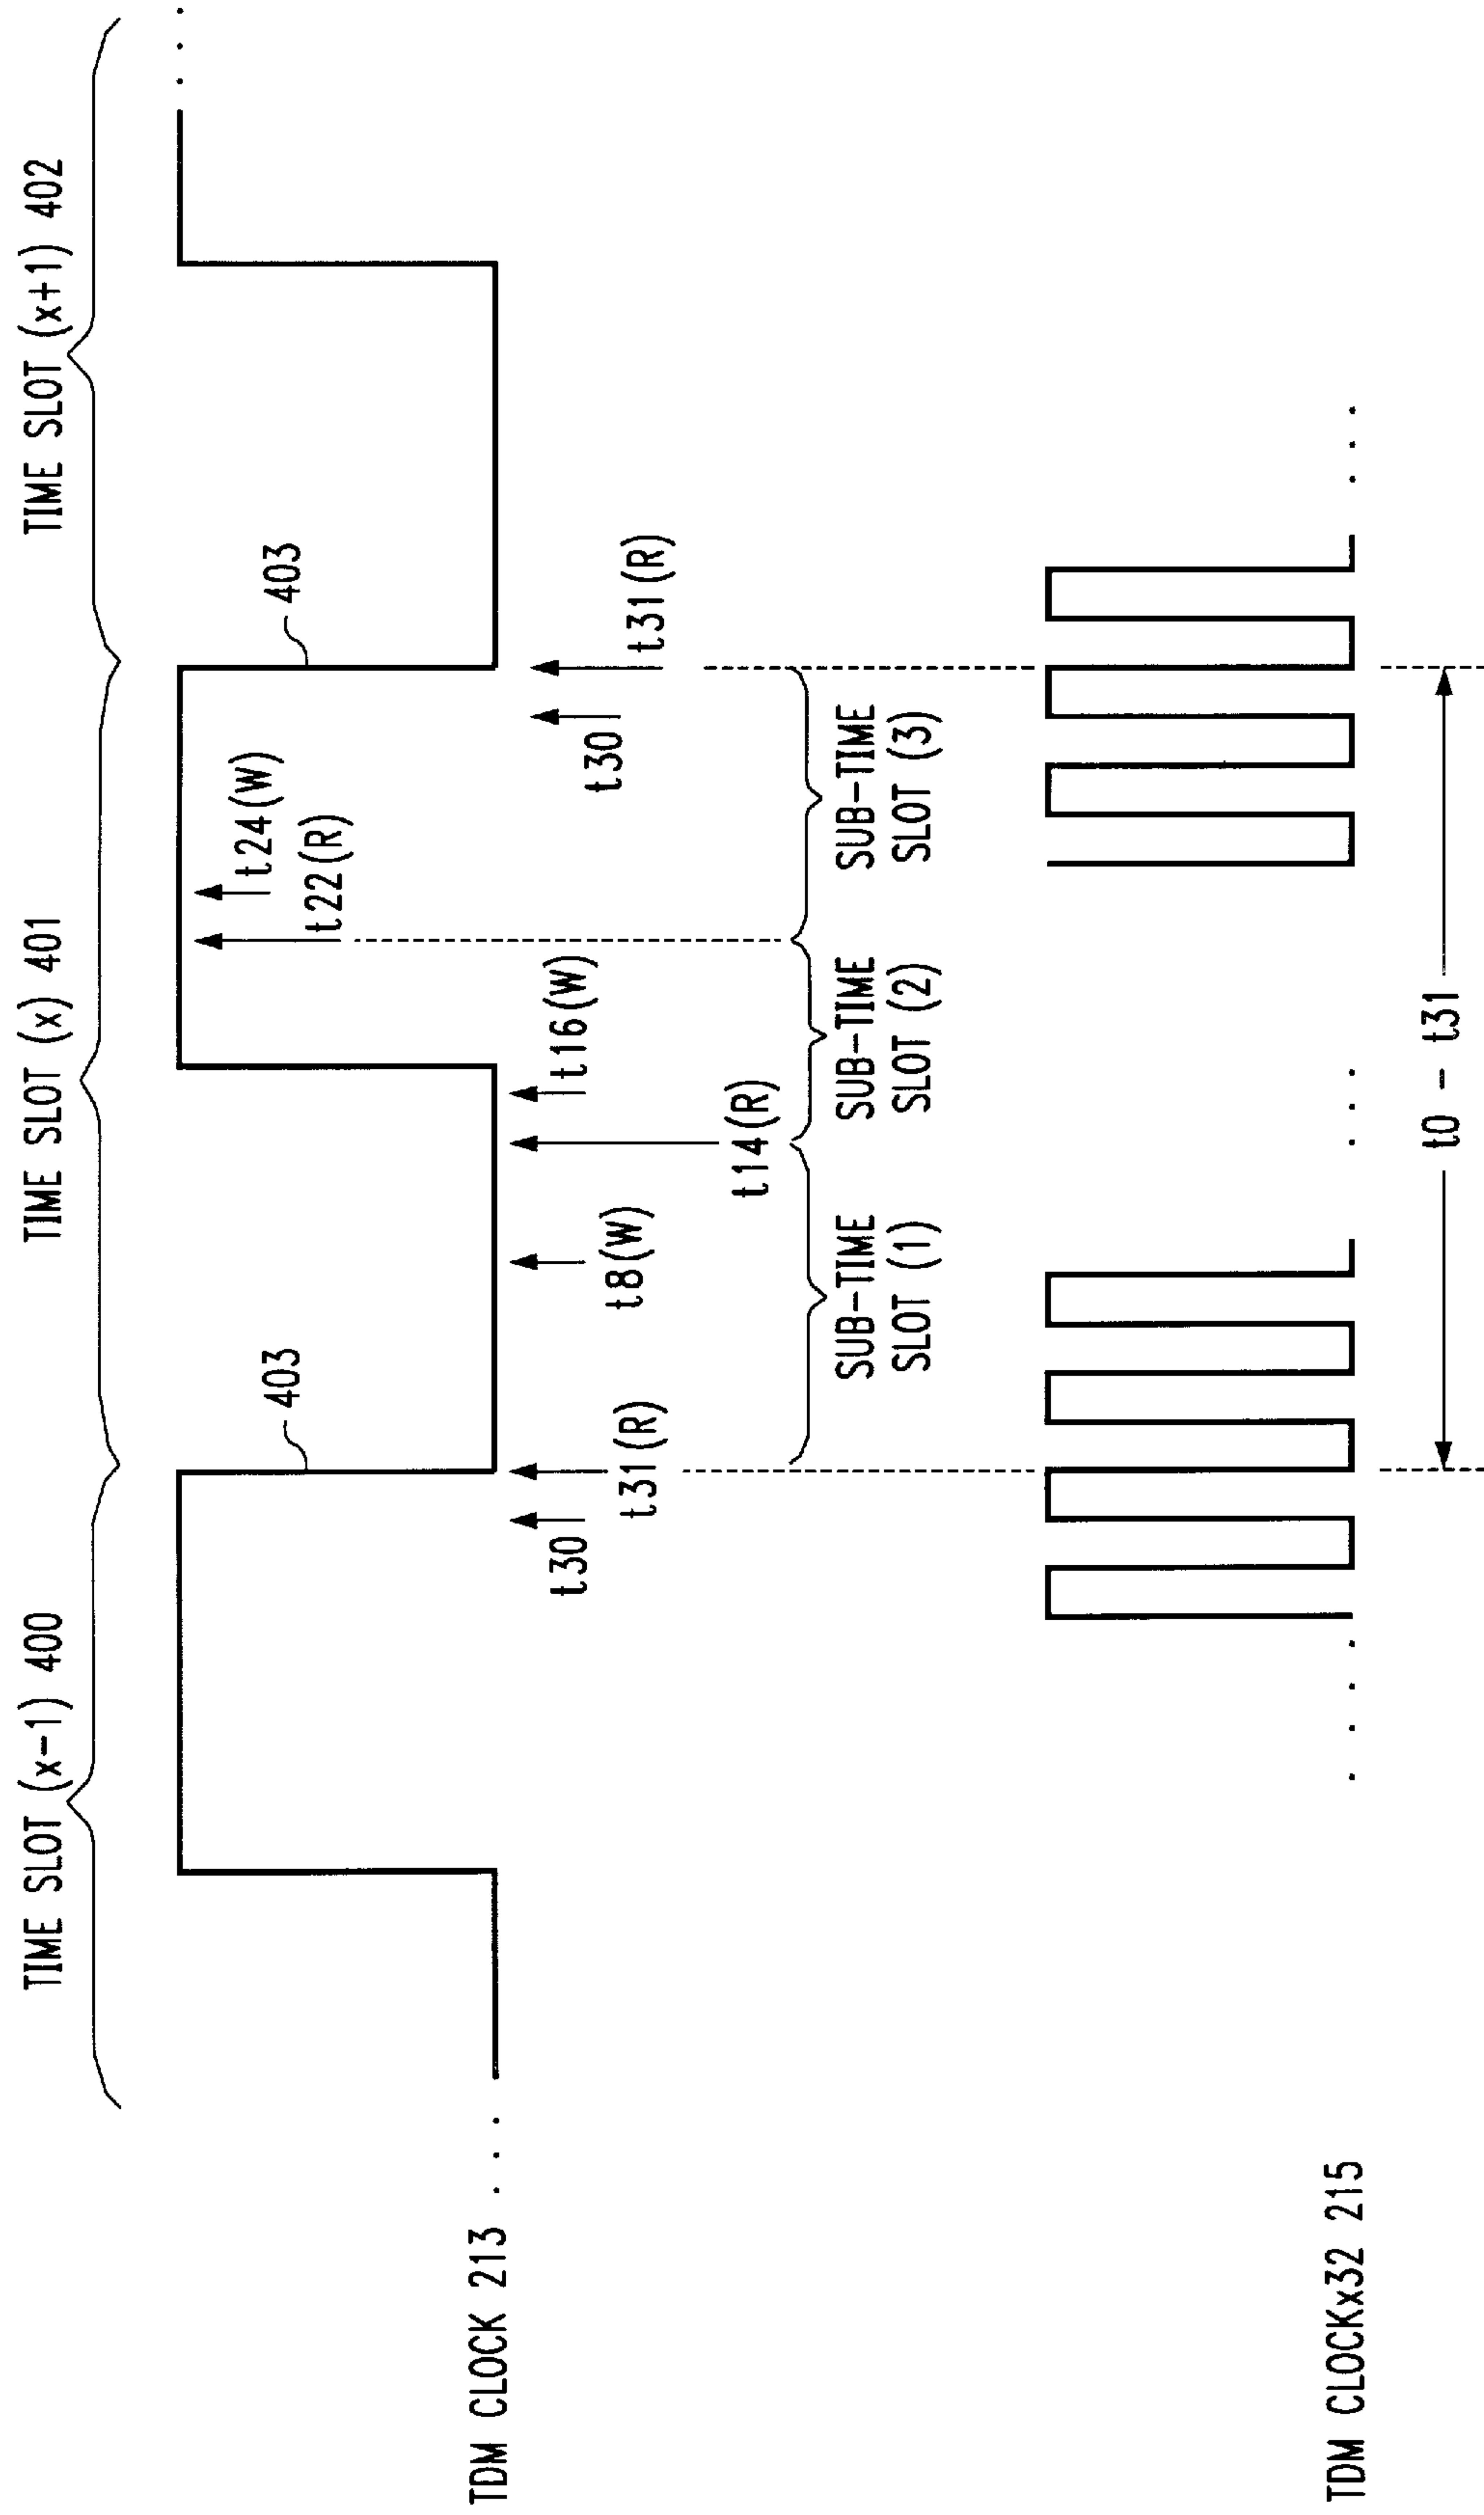 TIME SLOT (x-1) 400
TIME SLOT (x) 401
TIME SLOT (x+1) 402
403
403
t24(W)
t22(R)
TDM CLOCK 213
t30
t31(R)
t8(W)
t14(R)
t16(W)
t30
t31(R)
SUB-TIME
SLOT (1)
SUB-TIME
SLOT (2)
SUB-TIME
SLOT (3)
TDM CLOCKx32 215
t0 - t31